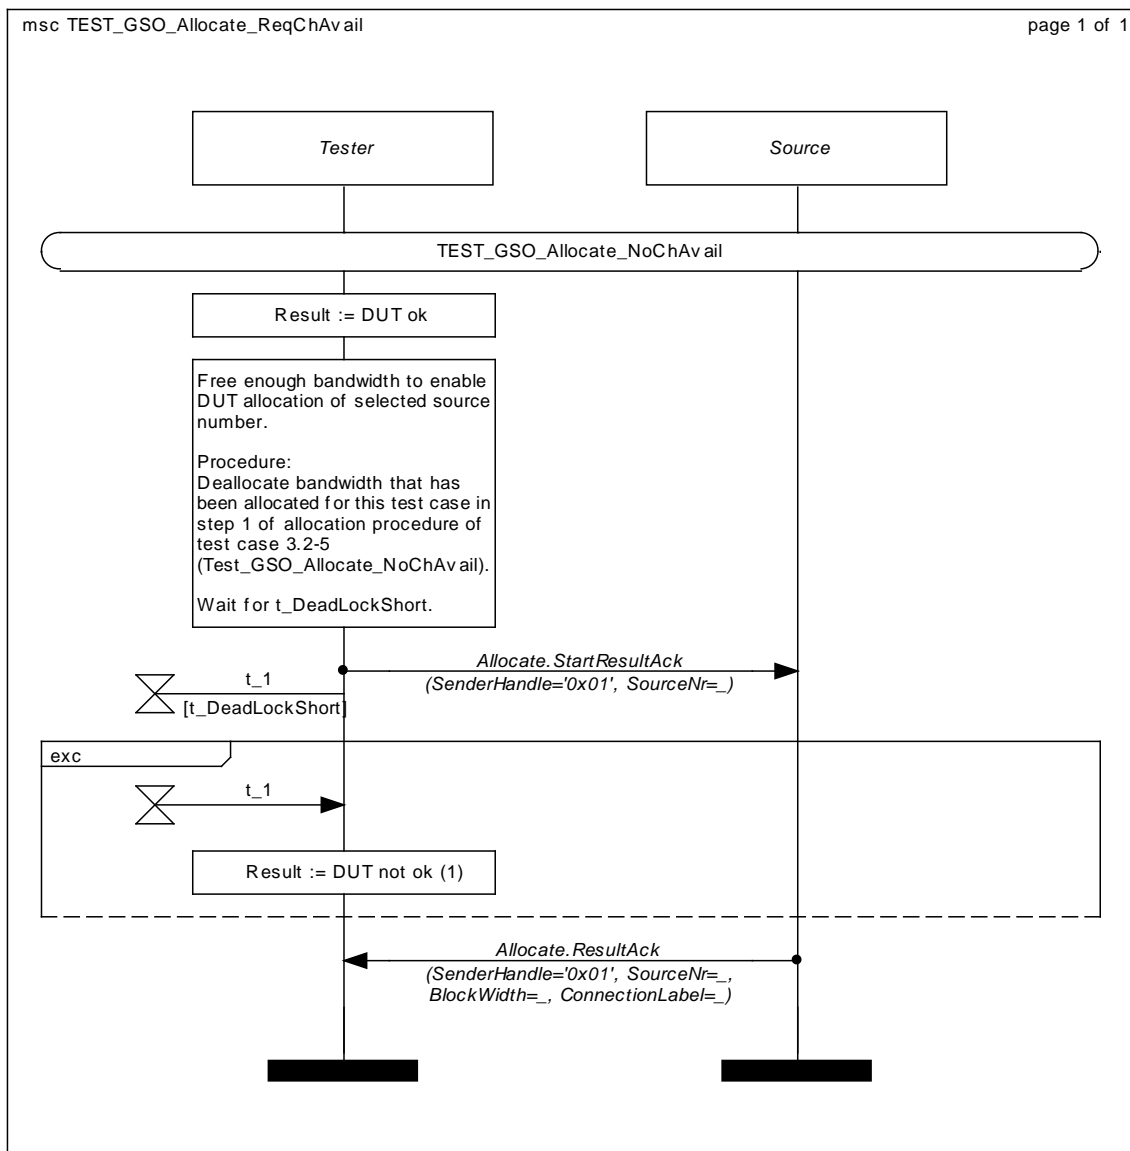 msc TEST_GSO_Allocate_ReqChAvail page 1 of 1
Tester Source
TEST_GSO_Allocate_NoChAvail
Result := DUT ok
Free enough bandwidth to enable
DUT allocation of selected source
number.
Procedure:
Deallocate bandwidth that has
been allocated for this test case in
step 1 of allocation procedure of
test case 3.2-5
(Test_GSO_Allocate_NoChAvail).
Wait for t_DeadLockShort.
Allocate.StartResultAck
(SenderHandle='0x01', SourceNr=_)
t_1
[t_DeadLockShort]
exc
t_1
Result := DUT not ok (1)
Allocate.ResultAck
(SenderHandle='0x01', SourceNr=_,
BlockWidth=_, ConnectionLabel=_)